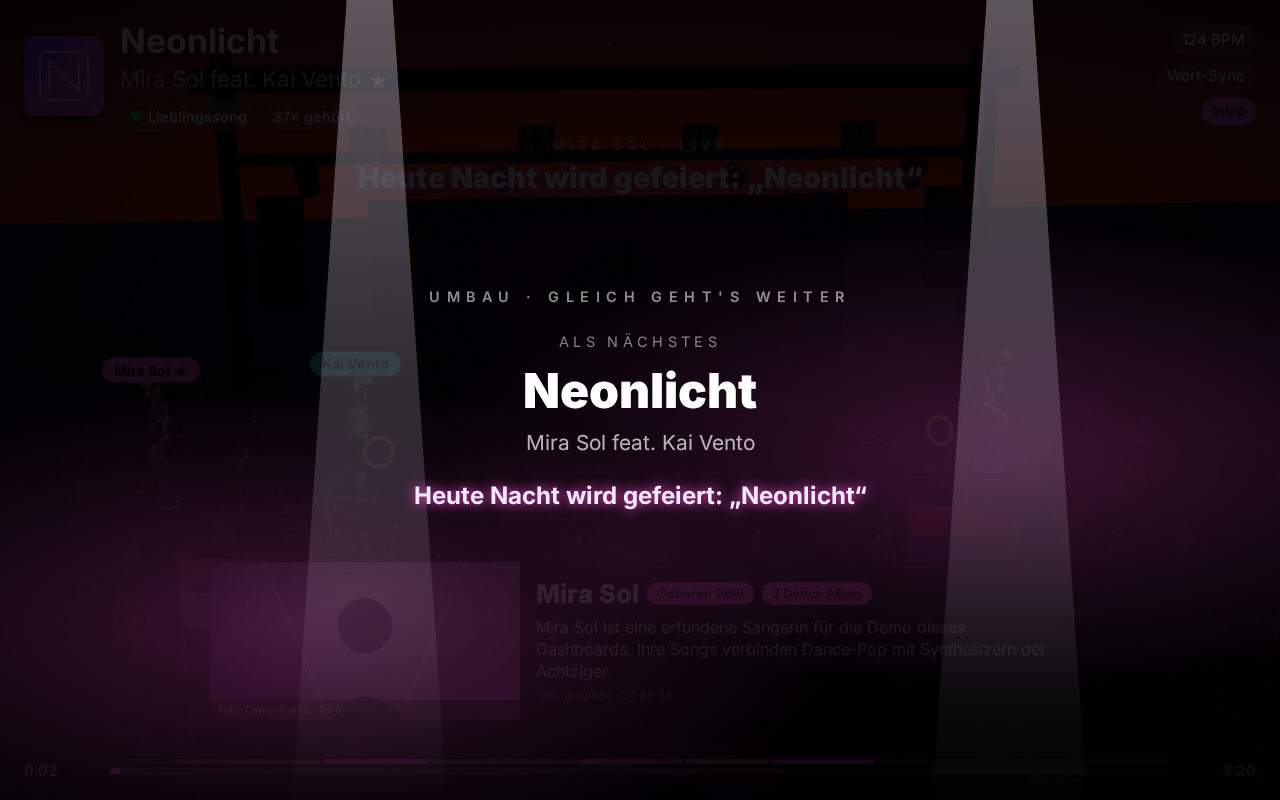 Neonlicht
Mira Sol feat. Kai Vento ★
Lieblingssong
37× gehört
124 BPM
Wort-Sync
Intro
MIRA SOL · LIVE
Heute Nacht wird gefeiert: „Neonlicht“
UMBAU · GLEICH GEHT'S WEITER
ALS NÄCHSTES
Neonlicht
Mira Sol feat. Kai Vento
Heute Nacht wird gefeiert: „Neonlicht“
Mira Sol ★
Kai Vento
Mira Sol
Geboren 1996
3 Demo-Alben
Mira Sol ist eine erfundene Sängerin für die Demo dieses
Dashboards. Ihre Songs verbinden Dance-Pop mit Synthesizern der
Achtziger.
Text: Wikipedia · CC BY-SA
Foto: Demo-Grafik · CC0
0:02
3:20